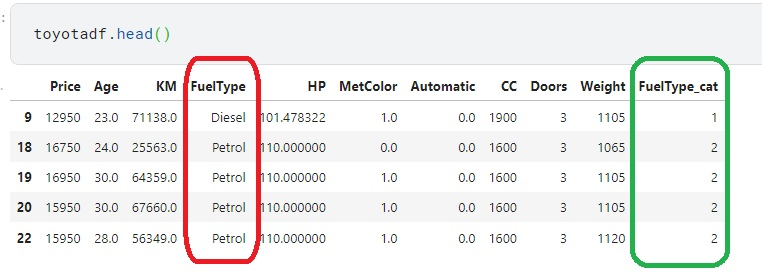 toyotadf.head()
Price Age KM FuelType HP MetColor Automatic CC Doors Weight FuelType_cat
9 12950 23.0 71138.0 Diesel 101.478322 1.0 0.0 1900 3 1105 1
18 16750 24.0 25563.0 Petrol 110.000000 0.0 0.0 1600 3 1065 2
19 16950 30.0 64359.0 Petrol 110.000000 1.0 0.0 1600 3 1105 2
20 15950 30.0 67660.0 Petrol 110.000000 1.0 0.0 1600 3 1105 2
22 15950 28.0 56349.0 Petrol 110.000000 1.0 0.0 1600 3 1120 2